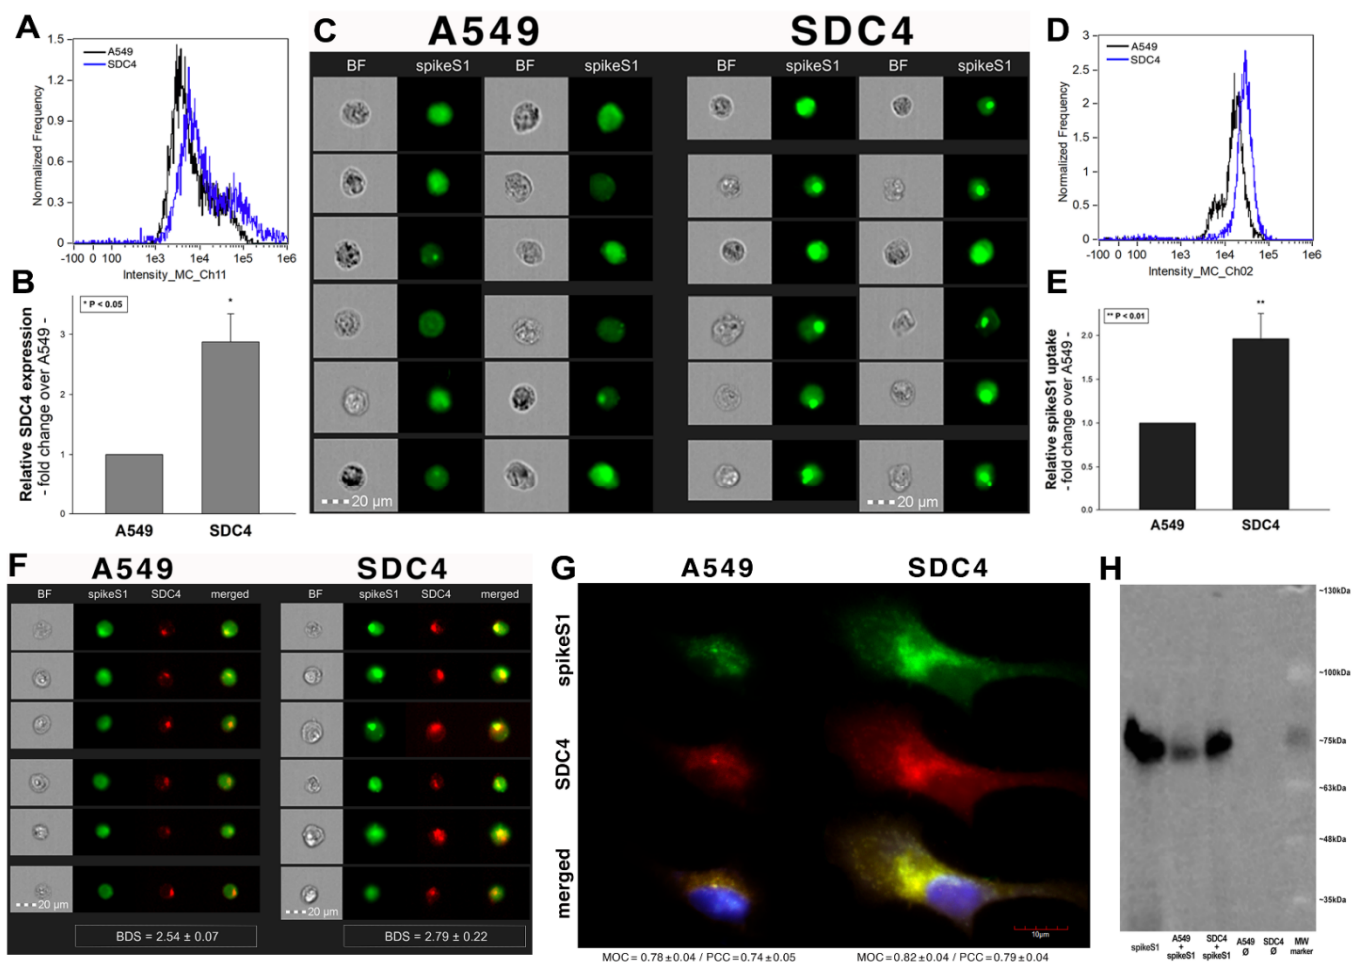 A
1.5
1.2
0.9
0.6
0.3
0
Normalized Frequency
A549
SDC4
-100 0 100 1e3 1e4 1e5 1e6
Intensity_MC_Ch11
B
* P < 0.05
*
3
2
1
0
Relative SDC4 expression
- fold change over A549 -
A549 SDC4
C
A549 SDC4
BF spikeS1 BF spikeS1 BF spikeS1 BF spikeS1
20 µm 20 µm
D
3
2.5
2
1.5
1
0.5
0
Normalized Frequency
A549
SDC4
-100 0 100 1e3 1e4 1e5 1e6
Intensity_MC_Ch02
E
** P < 0.01
**
2.0
1.5
1.0
0.5
0.0
Relative spikeS1 uptake
- fold change over A549 -
A549 SDC4
F
A549 SDC4
BF spikeS1 SDC4 merged BF spikeS1 SDC4 merged
20 µm 20 µm
BDS = 2.54 ± 0.07 BDS = 2.79 ± 0.22
G
A549 SDC4
spikeS1
SDC4
merged
10µm
MOC = 0.78 ± 0.04 / PCC = 0.74 ± 0.05 MOC = 0.82 ± 0.04 / PCC = 0.79 ± 0.04
H
~130kDa
~100kDa
~75kDa
~63kDa
~48kDa
~35kDa
spikeS1
A549
+
spikeS1
SDC4
+
spikeS1
A549
Ø
SDC4
Ø
MW
marker